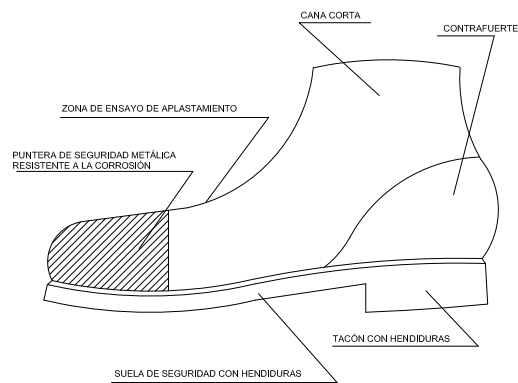 CANA CORTA
CONTRAFUERTE
ZONA DE ENSAYO DE APLASTAMIENTO
PUNTERA DE SEGURIDAD METÁLICA
RESISTENTE A LA CORROSIÓN
TACÓN CON HENDIDURAS
SUELA DE SEGURIDAD CON HENDIDURAS